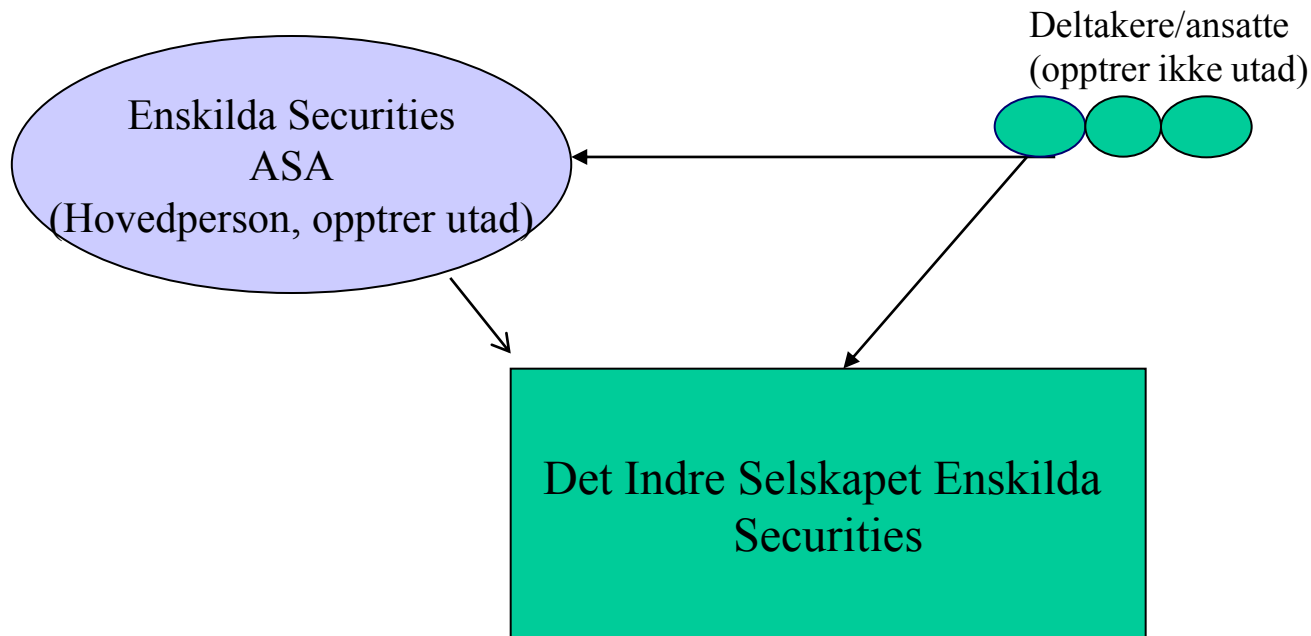 Deltakere/ansatte
(opptrer ikke utad)
Enskilda Securities
ASA
(Hovedperson, opptrer utad)
Det Indre Selskapet Enskilda
Securities